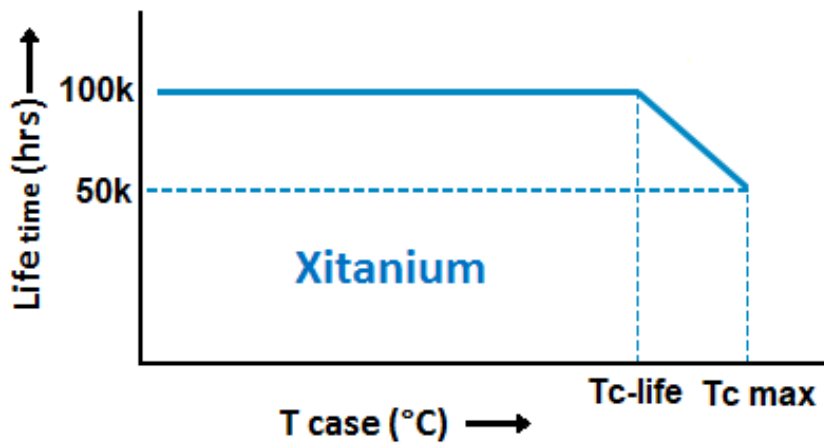 Life time (hrs)
100k
50k
Xitanium
Tc-life
Tc max
T case (°C)